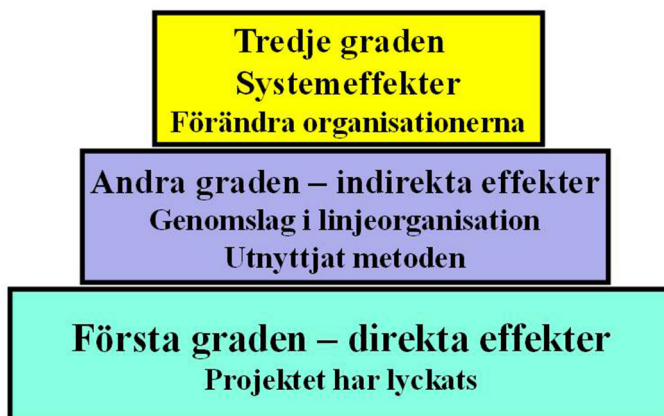 Tredje graden
Systemeffekter
Förändra organisationerna
Andra graden – indirekta effekter
Genomslag i linjeorganisation
Utnyttjat metoden
Första graden – direkta effekter
Projektet har lyckats